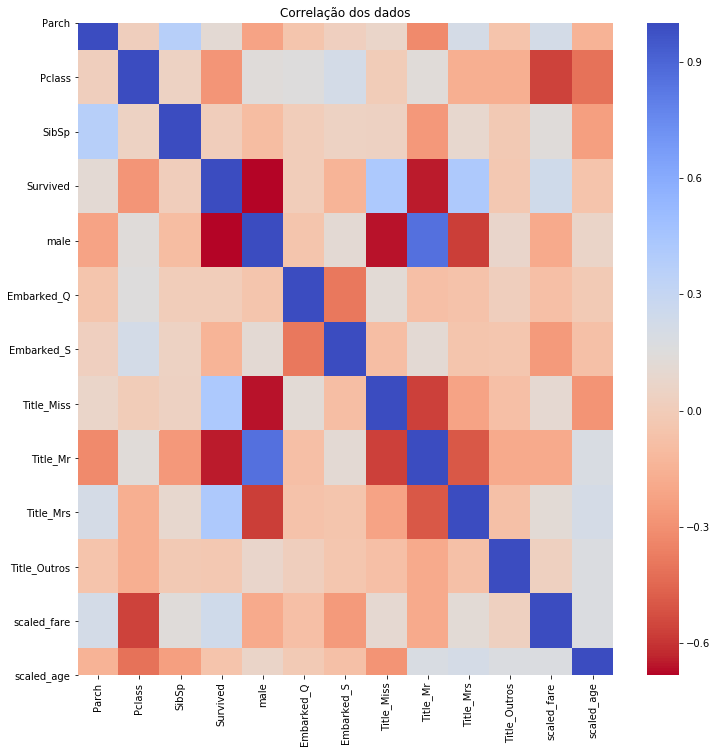 Correlação dos dados
Parch
Pclass
SibSp
Survived
male
Embarked_Q
Embarked_S
Title_Miss
Title_Mr
Title_Mrs
Title_Outros
scaled_fare
scaled_age
Parch
Pclass
SibSp
Survived
male
Embarked_Q
Embarked_S
Title_Miss
Title_Mr
Title_Mrs
Title_Outros
scaled_fare
scaled_age
0.9
0.6
0.3
0.0
−0.3
−0.6